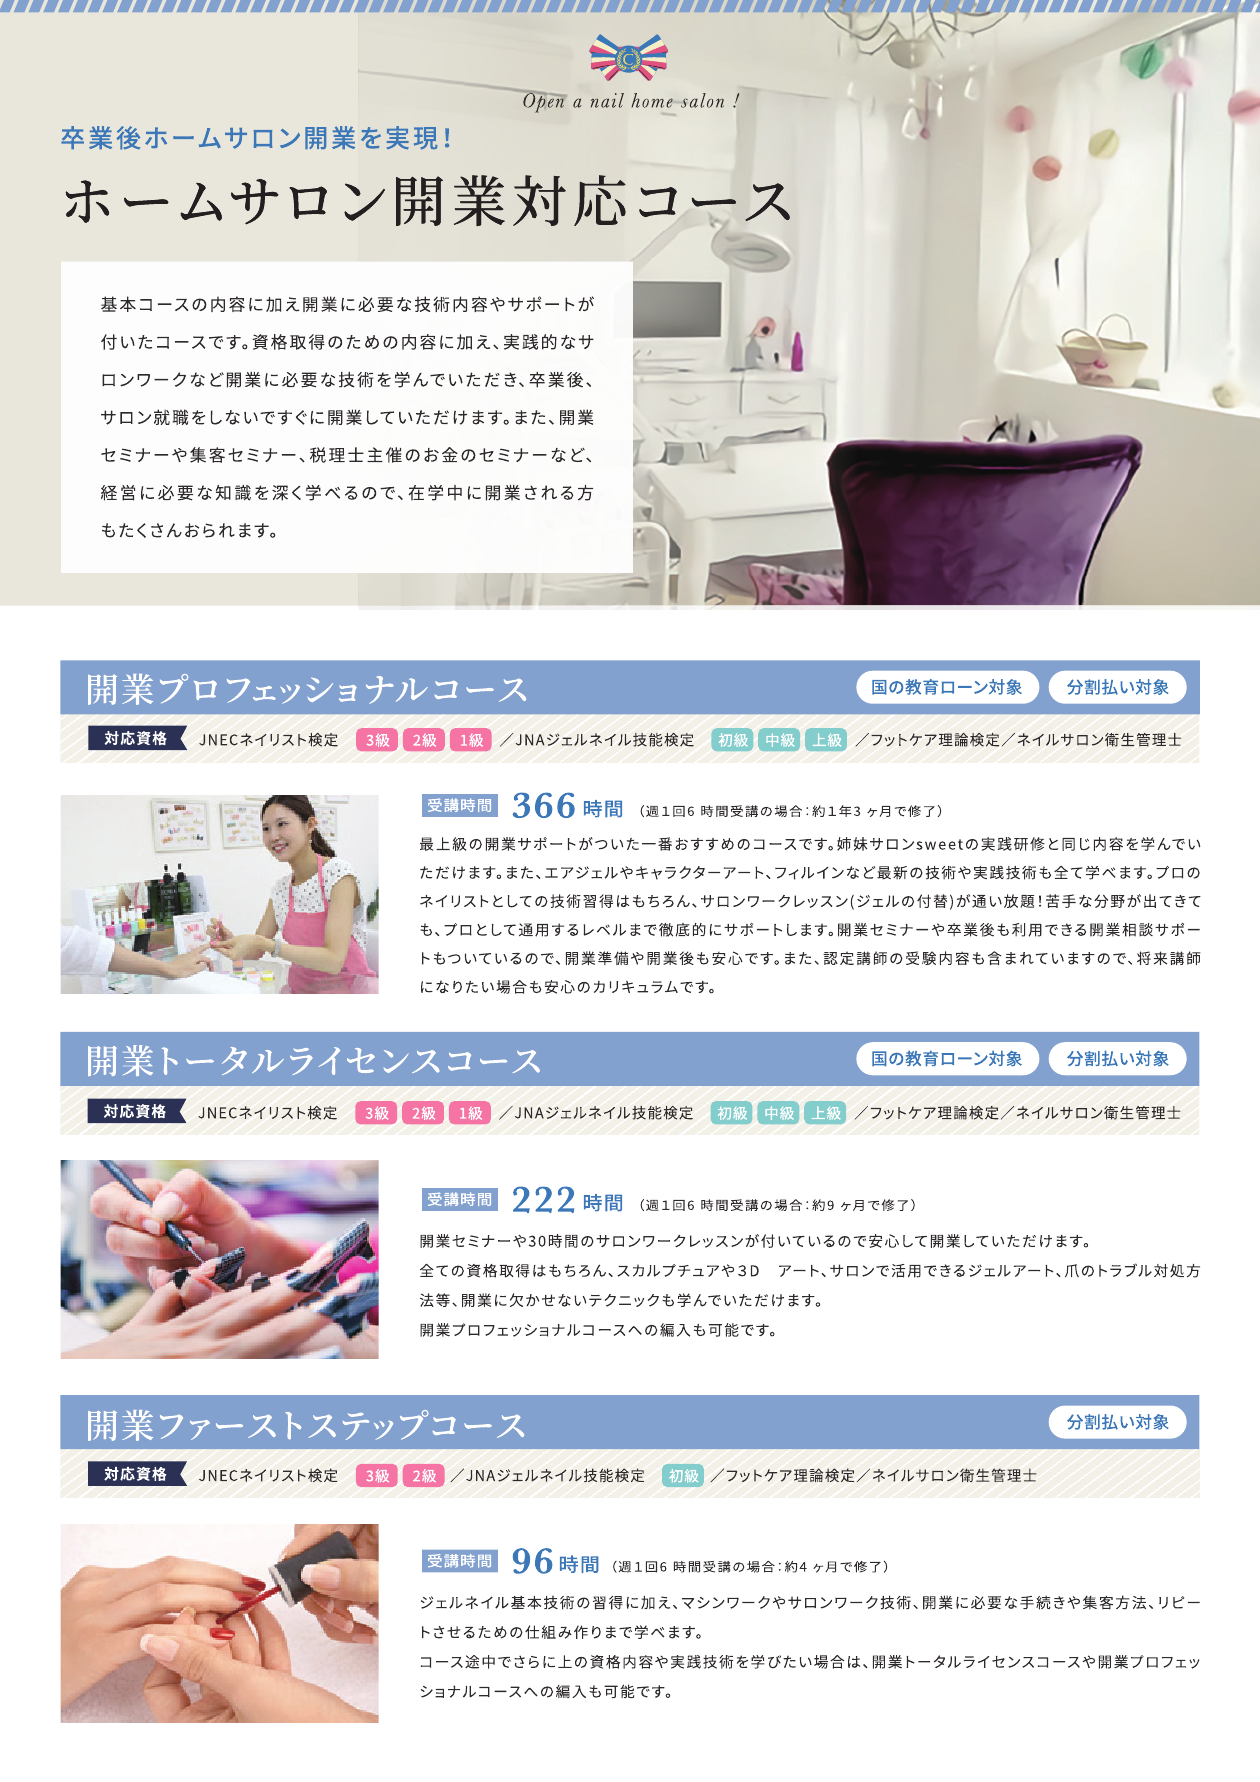 C
Open a nail home salon !
卒業後ホームサロン開業を実現！
ホームサロン開業対応コース
基本コースの内容に加え開業に必要な技術内容やサポートが
付いたコースです。資格取得のための内容に加え、実践的なサ
ロンワークなど開業に必要な技術を学んでいただき、卒業後、
サロン就職をしないですぐに開業していただけます。また、開業
セミナーや集客セミナー、税理士主催のお金のセミナーなど、
経営に必要な知識を深く学べるので、在学中に開業される方
もたくさんおられます。
開業プロフェッショナルコース 国の教育ローン対象 分割払い対象
対応資格 JNECネイリスト検定 3級 2級 1級 ／JNAジェルネイル技能検定 初級 中級 上級 ／フットケア理論検定／ネイルサロン衛生管理士
受講時間 366 時間 （週１回6 時間受講の場合：約１年3 ヶ月で修了）
最上級の開業サポートがついた一番おすすめのコースです。姉妹サロンsweetの実践研修と同じ内容を学んでい
ただけます。また、エアジェルやキャラクターアート、フィルインなど最新の技術や実践技術も全て学べます。プロの
ネイリストとしての技術習得はもちろん、サロンワークレッスン(ジェルの付替)が通い放題！苦手な分野が出てきて
も、プロとして通用するレベルまで徹底的にサポートします。開業セミナーや卒業後も利用できる開業相談サポー
トもついているので、開業準備や開業後も安心です。また、認定講師の受験内容も含まれていますので、将来講師
になりたい場合も安心のカリキュラムです。
開業トータルライセンスコース 国の教育ローン対象 分割払い対象
対応資格 JNECネイリスト検定 3級 2級 1級 ／JNAジェルネイル技能検定 初級 中級 上級 ／フットケア理論検定／ネイルサロン衛生管理士
受講時間 222 時間 （週１回6 時間受講の場合：約9 ヶ月で修了）
開業セミナーや30時間のサロンワークレッスンが付いているので安心して開業していただけます。
全ての資格取得はもちろん、スカルプチュアや３D　アート、サロンで活用できるジェルアート、爪のトラブル対処方
法等、開業に欠かせないテクニックも学んでいただけます。
開業プロフェッショナルコースへの編入も可能です。
開業ファーストステップコース 分割払い対象
対応資格 JNECネイリスト検定 3級 2級 ／JNAジェルネイル技能検定 初級 ／フットケア理論検定／ネイルサロン衛生管理士
受講時間 96 時間 （週１回6 時間受講の場合：約4 ヶ月で修了）
ジェルネイル基本技術の習得に加え、マシンワークやサロンワーク技術、開業に必要な手続きや集客方法、リピー
トさせるための仕組み作りまで学べます。
コース途中でさらに上の資格内容や実践技術を学びたい場合は、開業トータルライセンスコースや開業プロフェッ
ショナルコースへの編入も可能です。